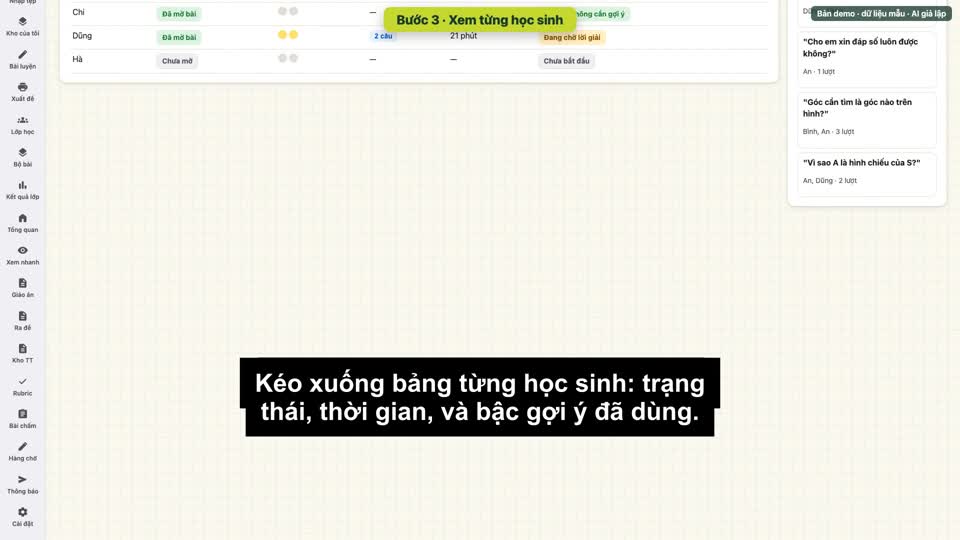 Nhập tệp
Kho của tôi
Bài luyện
Xuất đề
Lớp học
Bộ bài
Kết quả lớp
Tổng quan
Xem nhanh
Giáo án
Ra đề
Kho TT
Rubric
Bài chấm
Hàng chờ
Thông báo
Cài đặt
Bước 3 · Xem từng học sinh
Bản demo · dữ liệu mẫu · AI giả lập
Chi Đã mở bài — không cần gợi ý
Dũng Đã mở bài 2 câu 21 phút Đang chờ lời giải
Hà Chưa mở — — Chưa bắt đầu
"Cho em xin đáp số luôn được
không?"
An · 1 lượt
"Góc cần tìm là góc nào trên
hình?"
Bình, An · 3 lượt
"Vì sao A là hình chiếu của S?"
An, Dũng · 2 lượt
Kéo xuống bảng từng học sinh: trạng
thái, thời gian, và bậc gợi ý đã dùng.